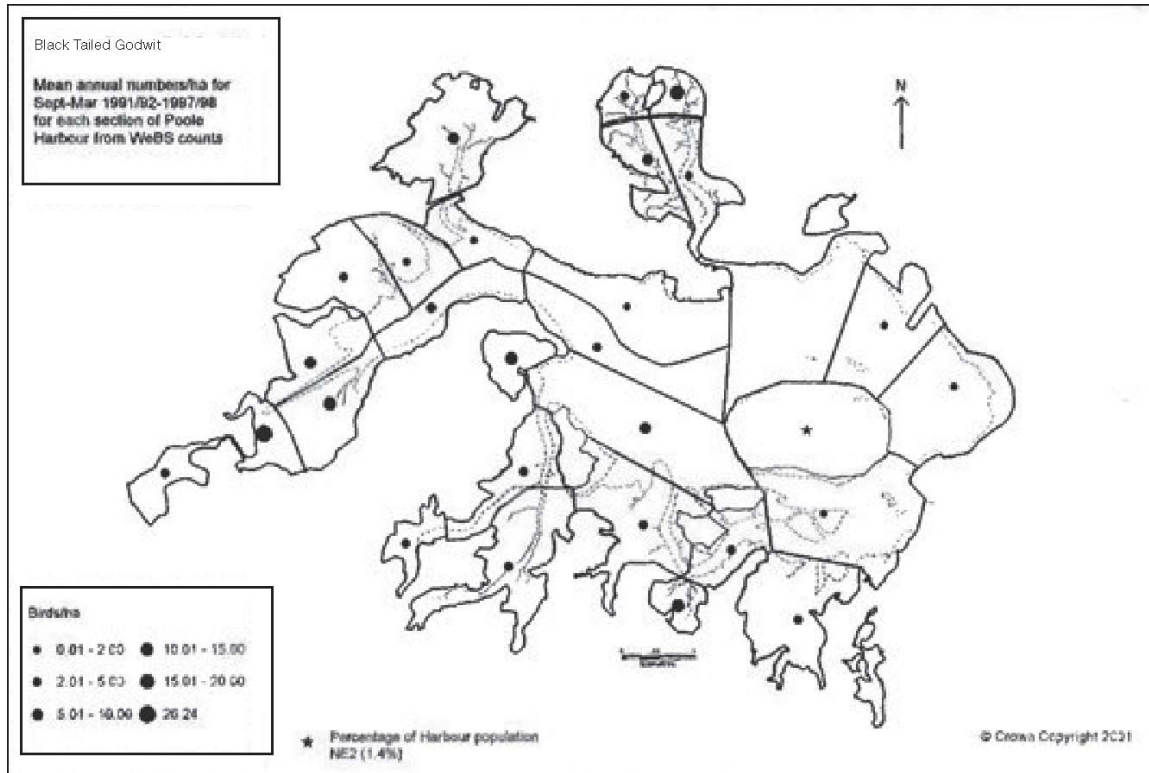 Black Tailed Godwit
Mean annual numbers/ha for
Sept-Mar 1991/92-1997/98
for each section of Poole
Harbour from WeBS counts
N
Birds/ha
0.01 - 2.00
10.01 - 15.00
2.01 - 5.00
15.01 - 20.00
5.01 - 10.00
Percentage of Harbour population
NE2 (1.4%)
© Crown Copyright 2001